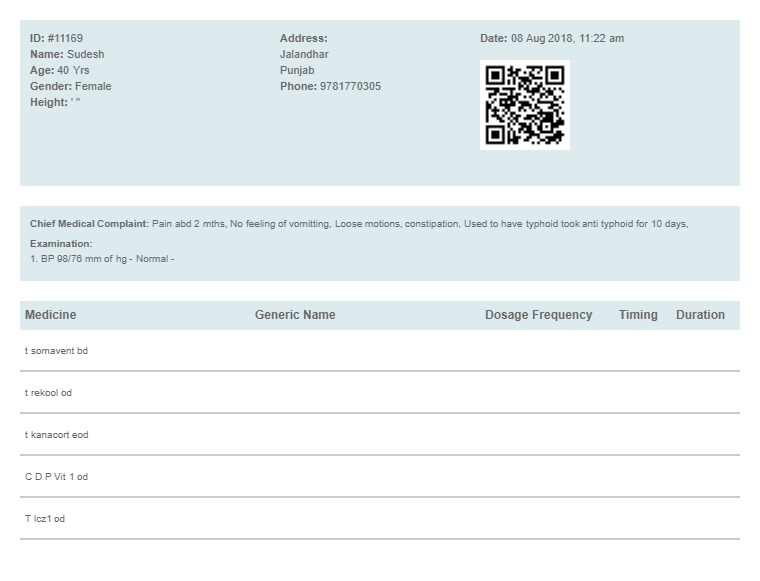 ID: #11169
Name: Sudesh
Age: 40 Yrs
Gender: Female
Height: ' "
Address:
Jalandhar
Punjab
Phone: 9781770305
Date: 08 Aug 2018, 11:22 am
Chief Medical Complaint: Pain abd 2 mths, No feeling of vomitting, Loose motions, constipation, Used to have typhoid took anti typhoid for 10 days,
Examination:
1. BP 98/76 mm of hg - Normal -
Medicine Generic Name Dosage Frequency Timing Duration
t somavent bd
t rekool od
t kanacort eod
C D P Vit 1 od
T lcz1 od